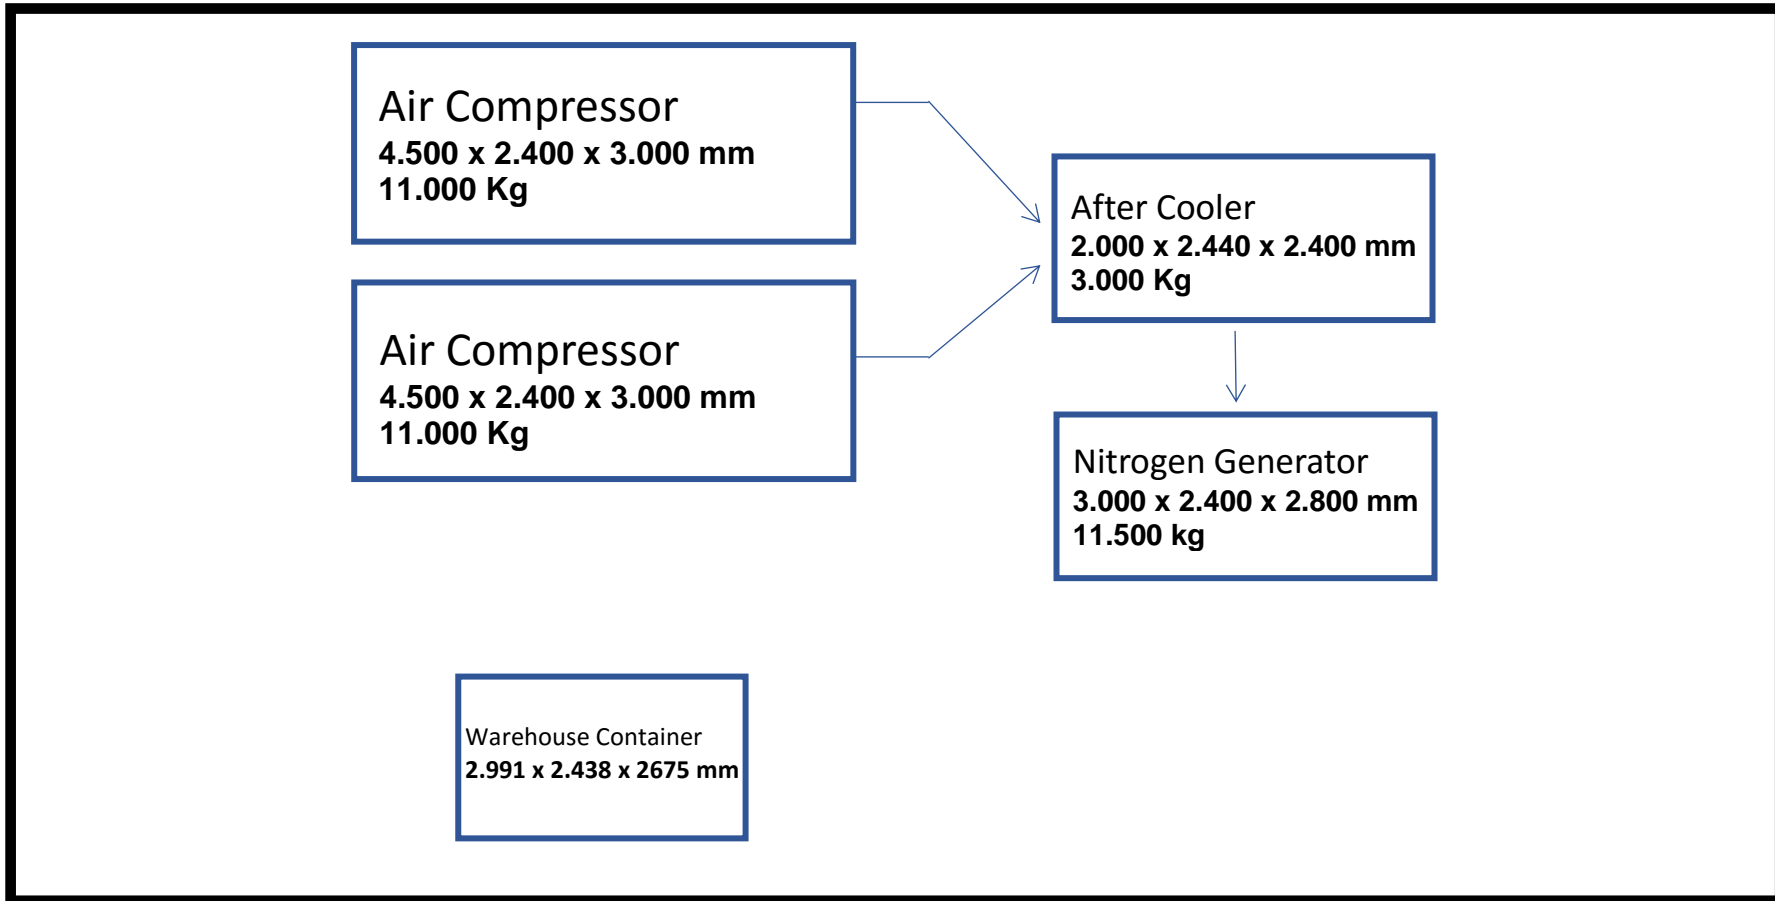 Air Compressor
4.500 x 2.400 x 3.000 mm
11.000 Kg
Air Compressor
4.500 x 2.400 x 3.000 mm
11.000 Kg
After Cooler
2.000 x 2.440 x 2.400 mm
3.000 Kg
Nitrogen Generator
3.000 x 2.400 x 2.800 mm
11.500 kg
Warehouse Container
2.991 x 2.438 x 2675 mm